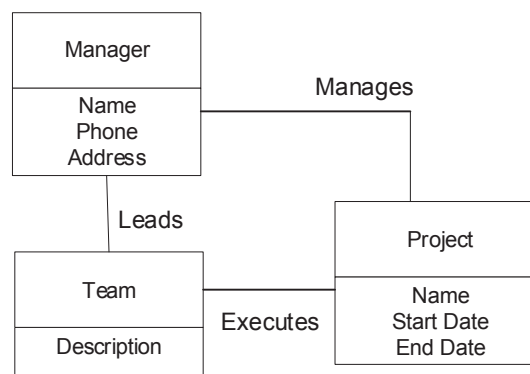 Manager
Name
Phone
Address
Manages
Leads
Team
Description
Executes
Project
Name
Start Date
End Date